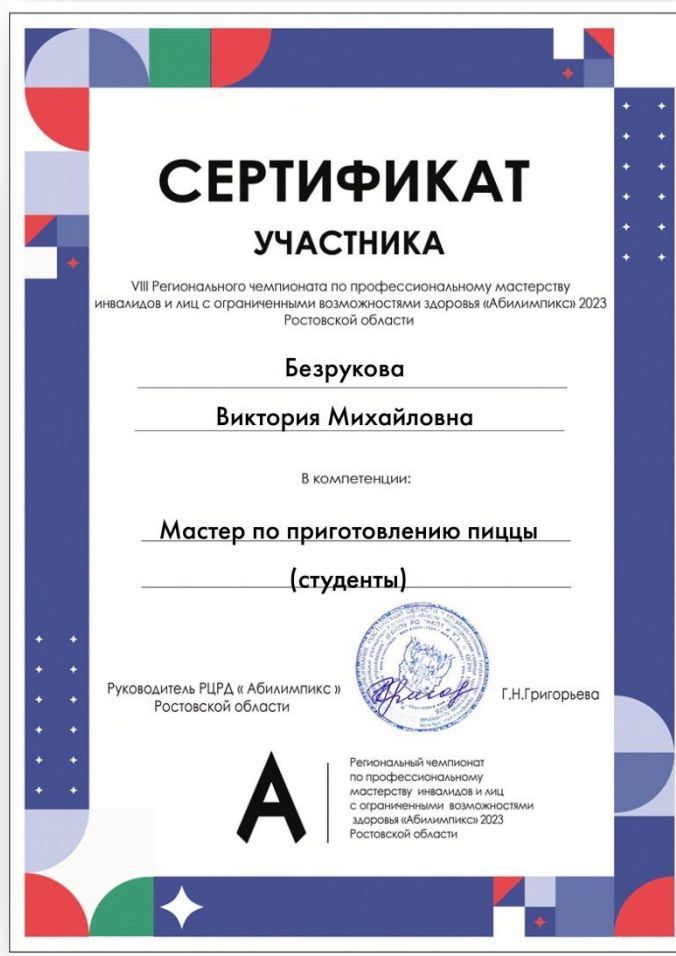 СЕРТИФИКАТ
УЧАСТНИКА
VIII Регионального чемпионата по профессиональному мастерству
инвалидов и лиц с ограниченными возможностями здоровья «Абилимпикс» 2023
Ростовской области
Безрукова
Виктория Михайловна
В компетенции:
Мастер по приготовлению пиццы
(студенты)
Руководитель РЦРД « Абилимпикс »
Ростовской области
Г.Н.Григорьева
А
Региональный чемпионат
по профессиональному
мастерству инвалидов и лиц
с ограниченными возможностями
здоровья «Абилимпикс» 2023
Ростовской области